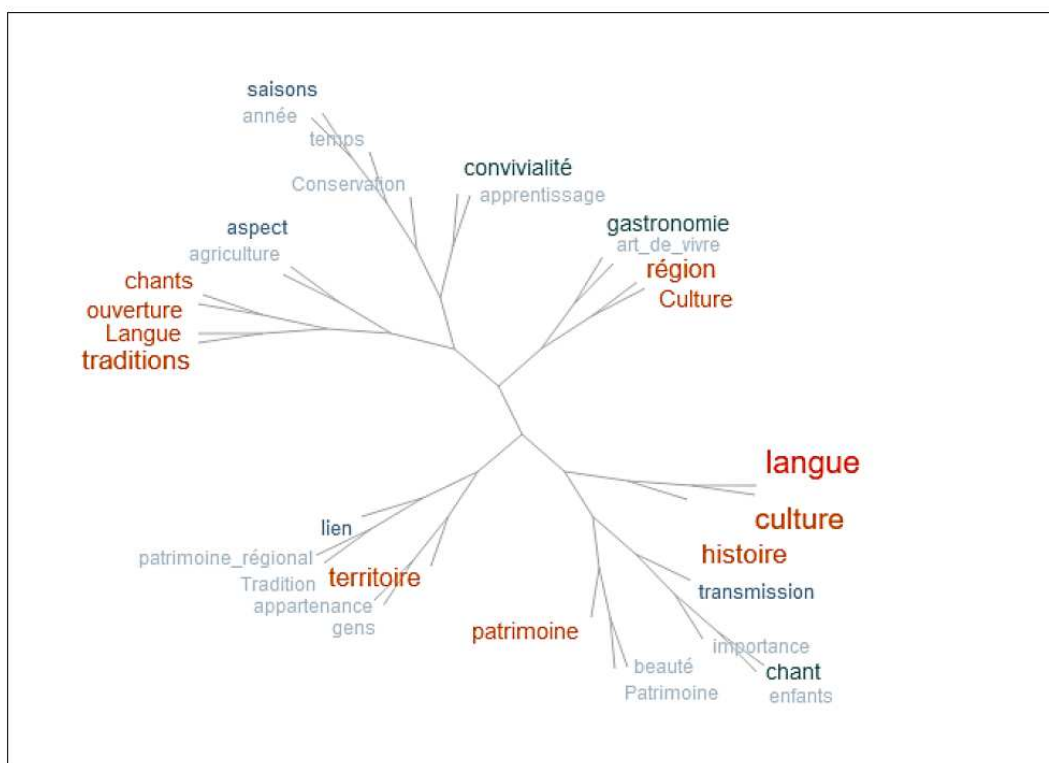 saisons
année
temps
convivialité
Conservation
apprentissage
aspect
gastronomie
agriculture
art_de_vivre
région
chants
Culture
ouverture
Langue
traditions
langue
culture
lien
histoire
patrimoine_régional
territoire
Tradition
transmission
appartenance
gens
patrimoine
importance
beauté
chant
Patrimoine
enfants